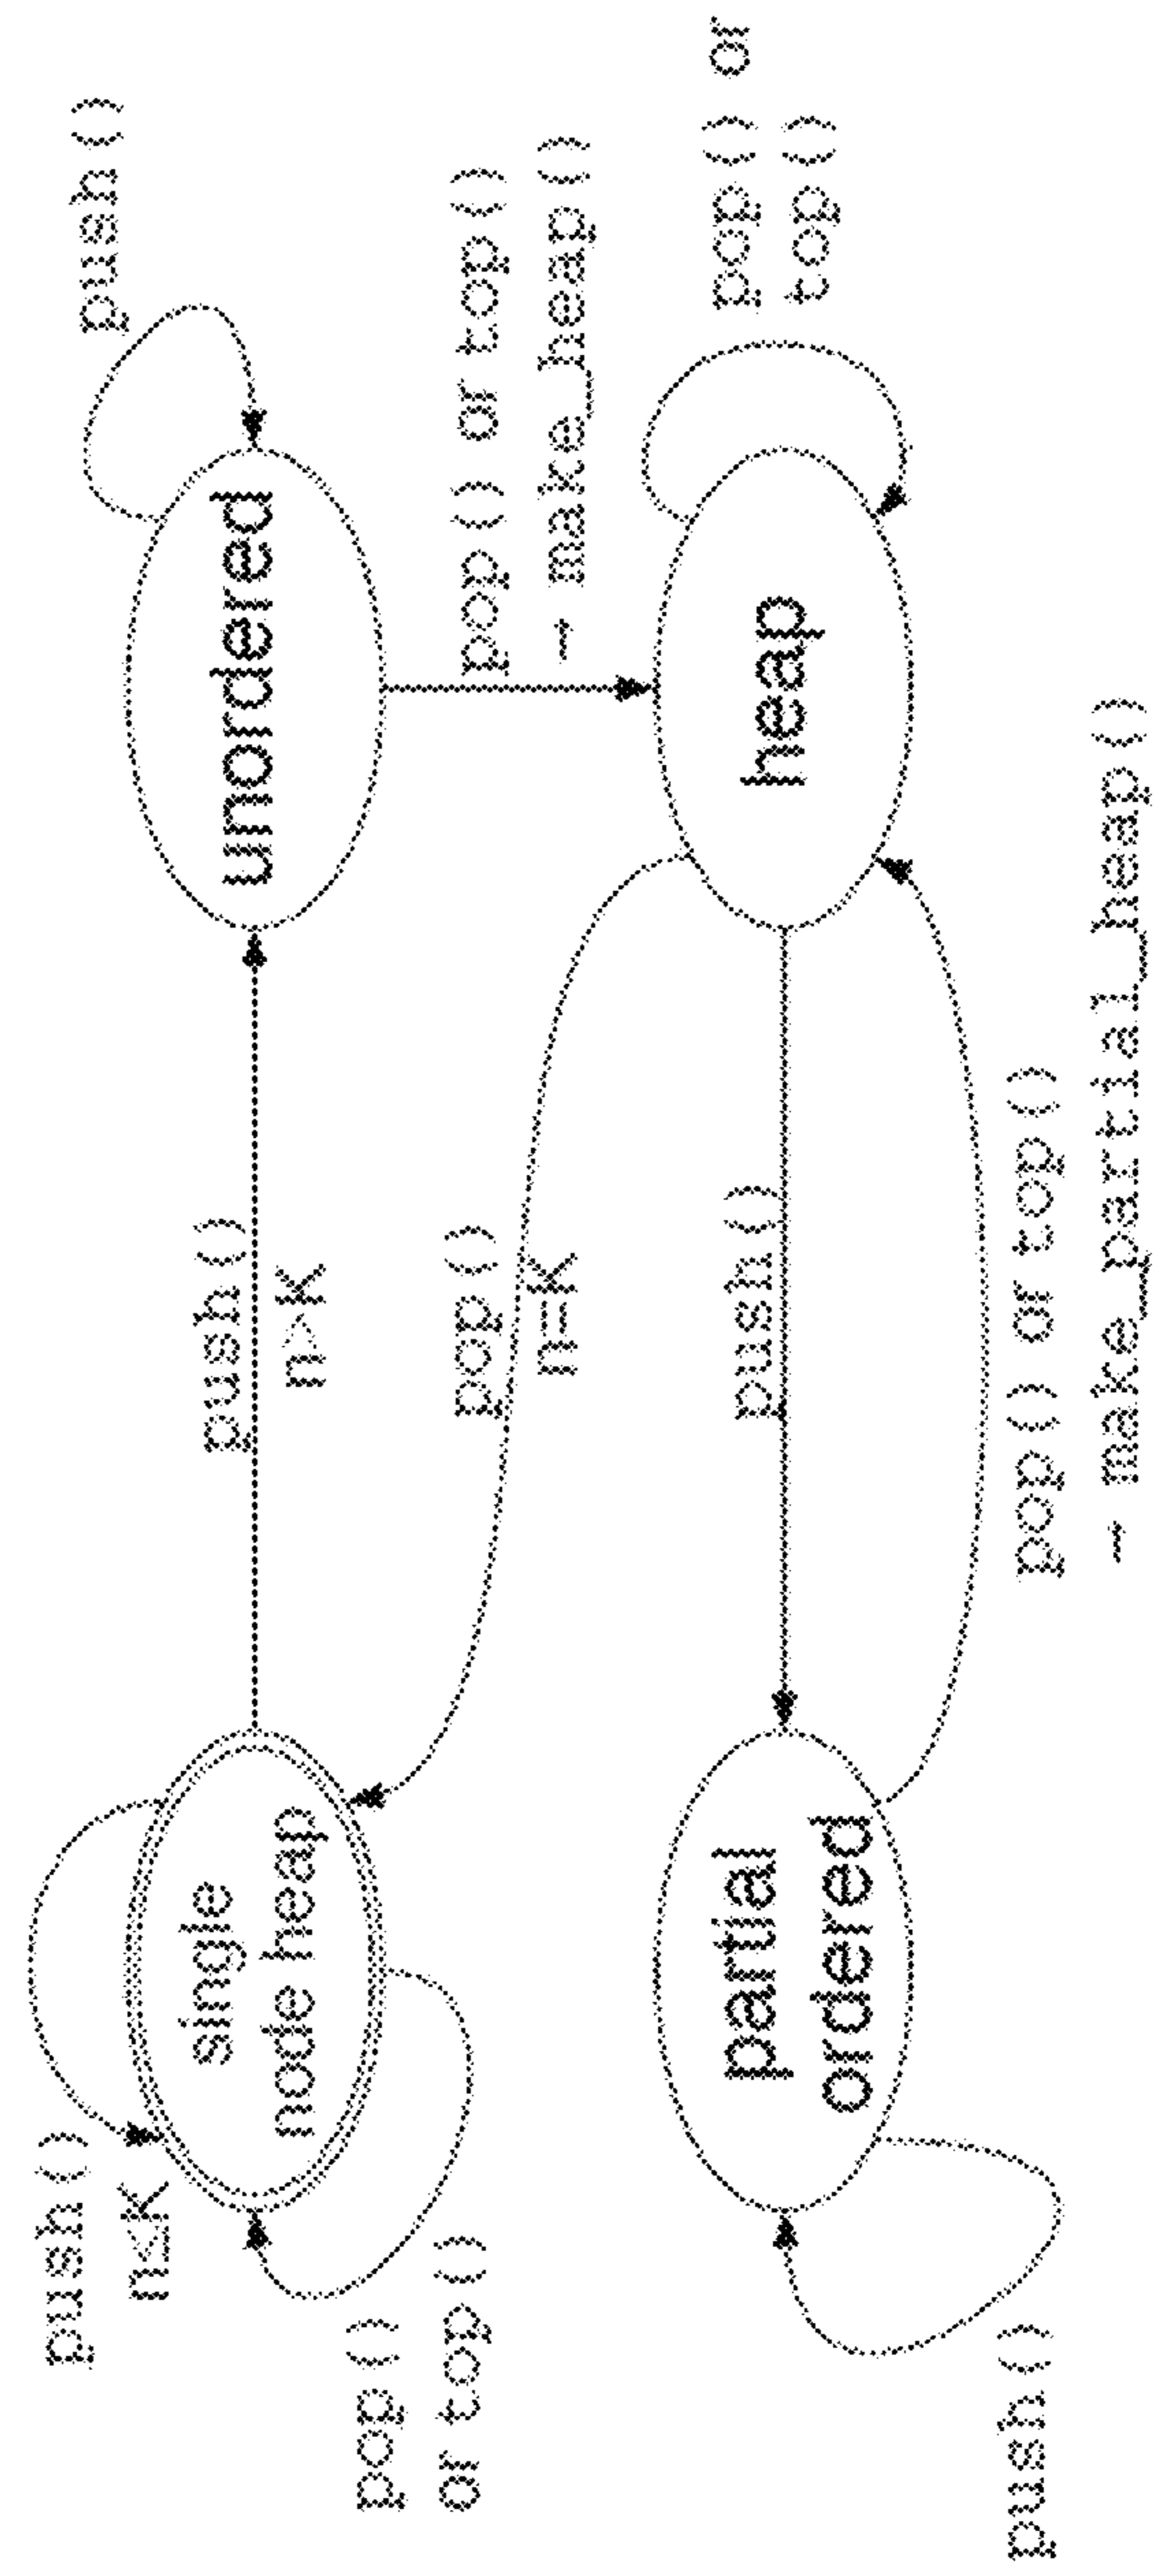 push()
n≤K
single
node heap
pop()
or top()
push()
n>K
unordered
push()
pop()
n=K
pop() or top()
→ make_heap()
partial
ordered
push()
push()
heap
pop() or
top()
pop() or top()
→ make_partial_heap()